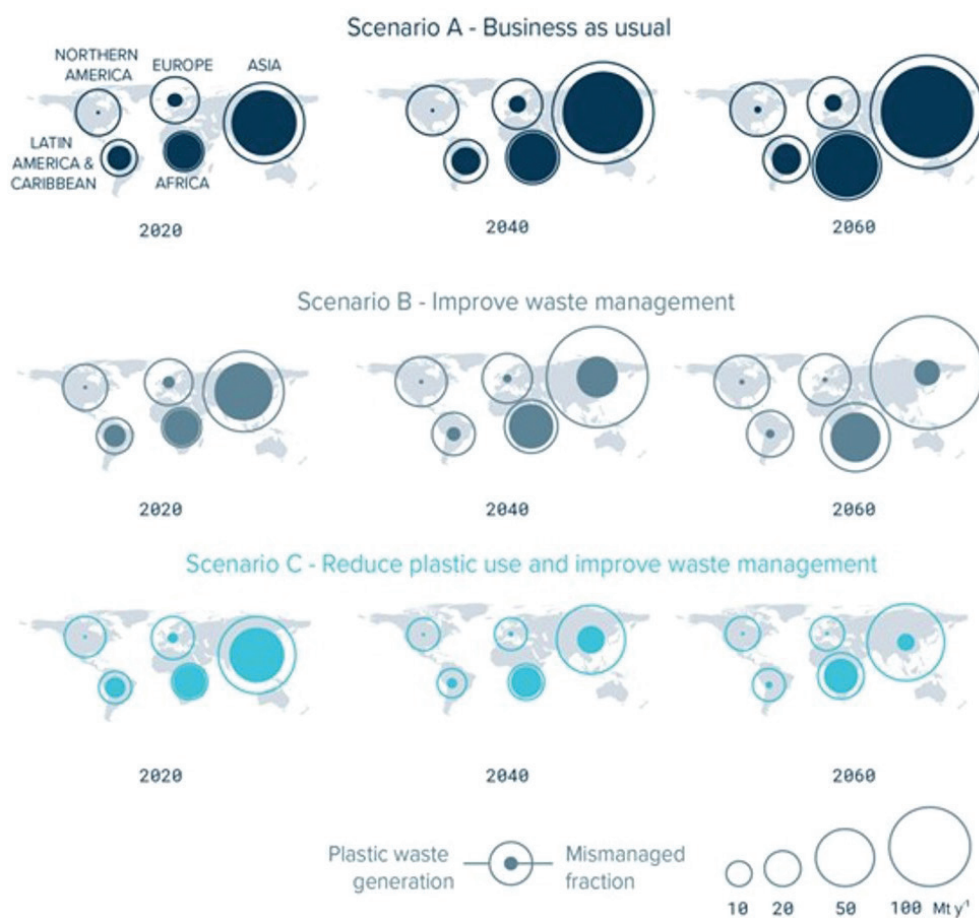 Scenario A - Business as usual
NORTHERN
AMERICA
EUROPE
ASIA
LATIN
AMERICA &
CARIBBEAN
AFRICA
2020
2040
2060
Scenario B - Improve waste management
2020
2040
2060
Scenario C - Reduce plastic use and improve waste management
2020
2040
2060
Plastic waste
generation
Mismanaged
fraction
10 20 50 100 Mt y⁻¹